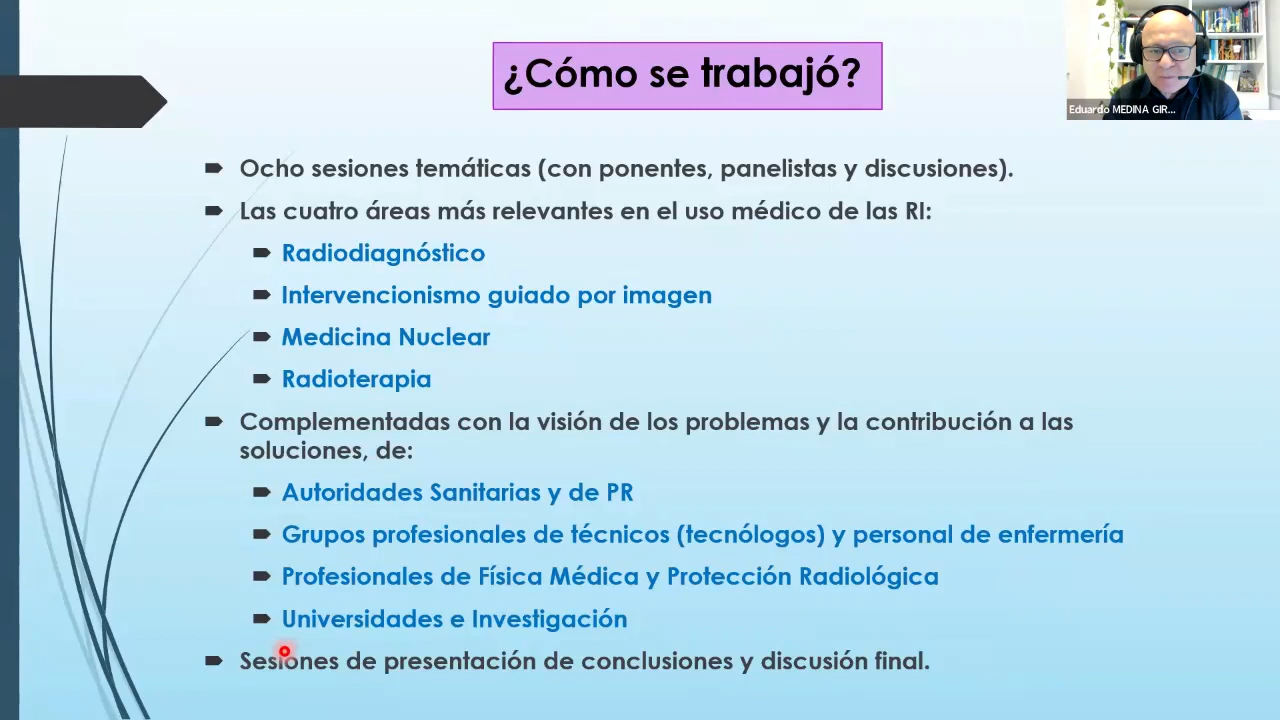 ¿Cómo se trabajó?
Eduardo MEDINA GIR...
Ocho sesiones temáticas (con ponentes, panelistas y discusiones).
Las cuatro áreas más relevantes en el uso médico de las RI:
Radiodiagnóstico
Intervencionismo guiado por imagen
Medicina Nuclear
Radioterapia
Complementadas con la visión de los problemas y la contribución a las
soluciones, de:
Autoridades Sanitarias y de PR
Grupos profesionales de técnicos (tecnólogos) y personal de enfermería
Profesionales de Física Médica y Protección Radiológica
Universidades e Investigación
Sesiones de presentación de conclusiones y discusión final.